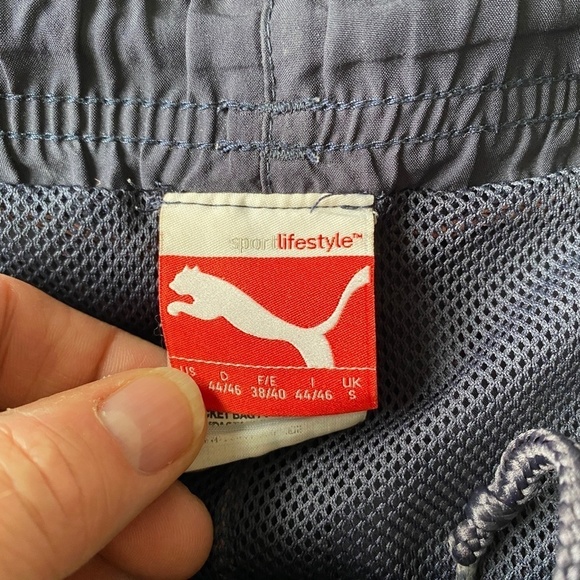 sportlifestyle™
US D F/E I UK
44/46 38/40 44/46 S